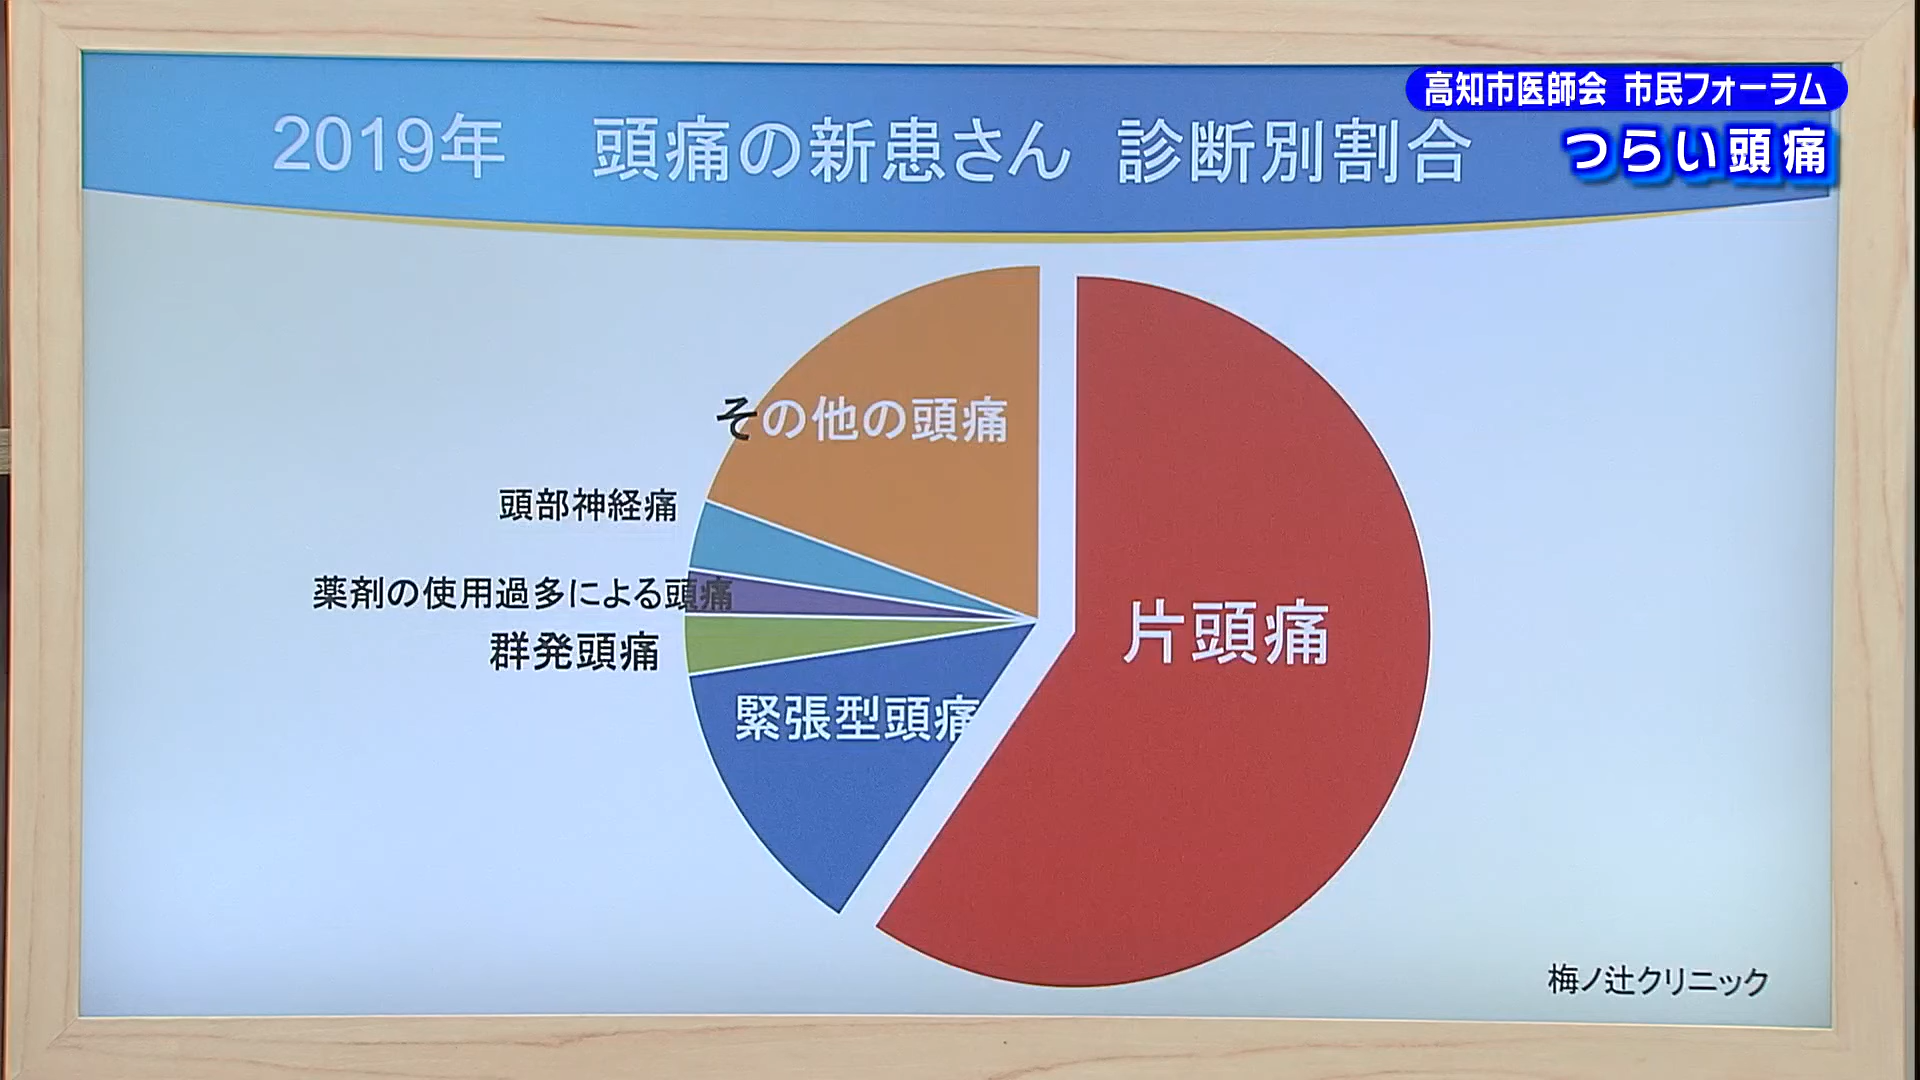 高知市医師会 市民フォーラム
つらい頭痛
2019年 頭痛の新患さん 診断別割合
その他の頭痛
頭部神経痛
薬剤の使用過多による頭痛
群発頭痛
片頭痛
緊張型頭痛
梅ノ辻クリニック